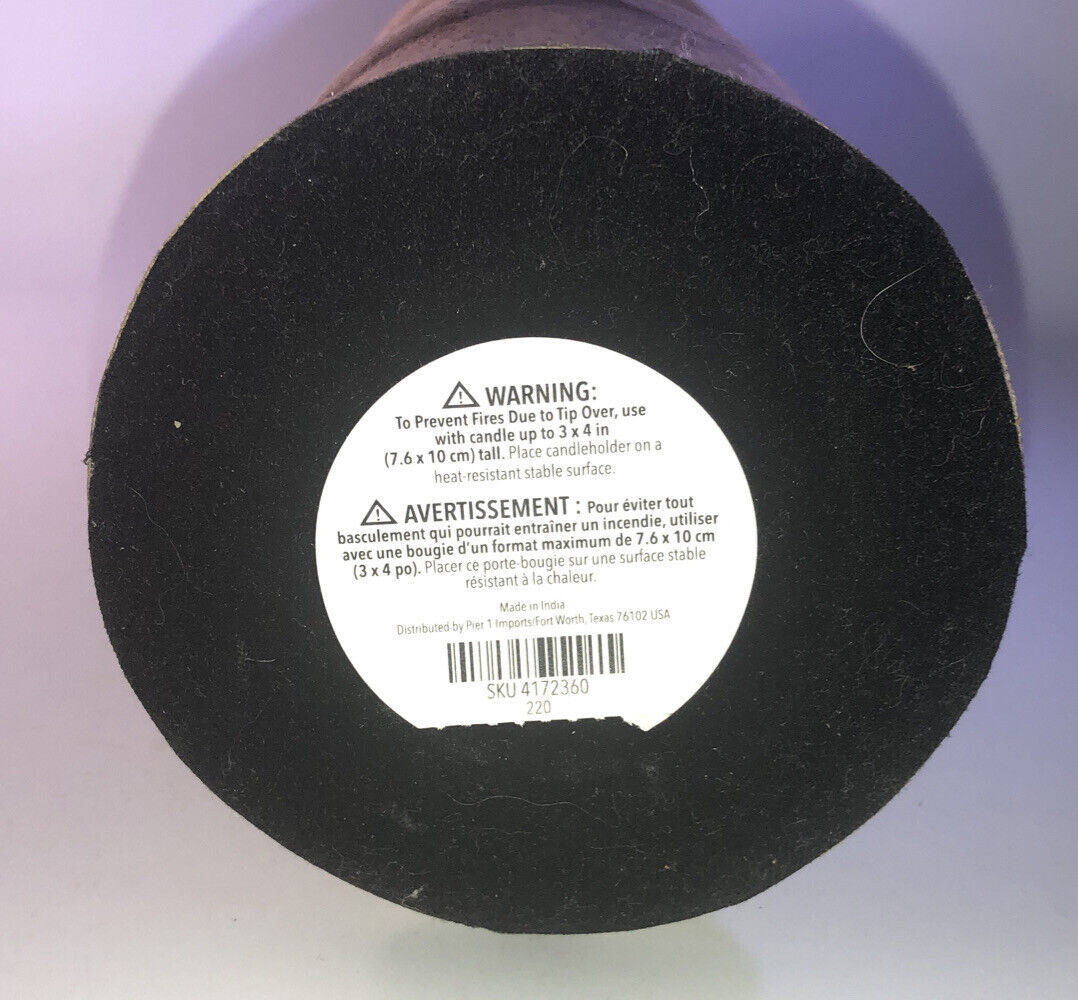 ⚠ WARNING:
To Prevent Fires Due to Tip Over, use
with candle up to 3 x 4 in
(7.6 x 10 cm) tall. Place candleholder on a
heat-resistant stable surface.
⚠ AVERTISSEMENT : Pour éviter tout
basculement qui pourrait entraîner un incendie, utiliser
avec une bougie d'un format maximum de 7.6 x 10 cm
(3 x 4 po). Placer ce porte-bougie sur une surface stable
résistant à la chaleur.
Made in India
Distributed by Pier 1 Imports/Fort Worth, Texas 76102 USA
SKU 4172360
220